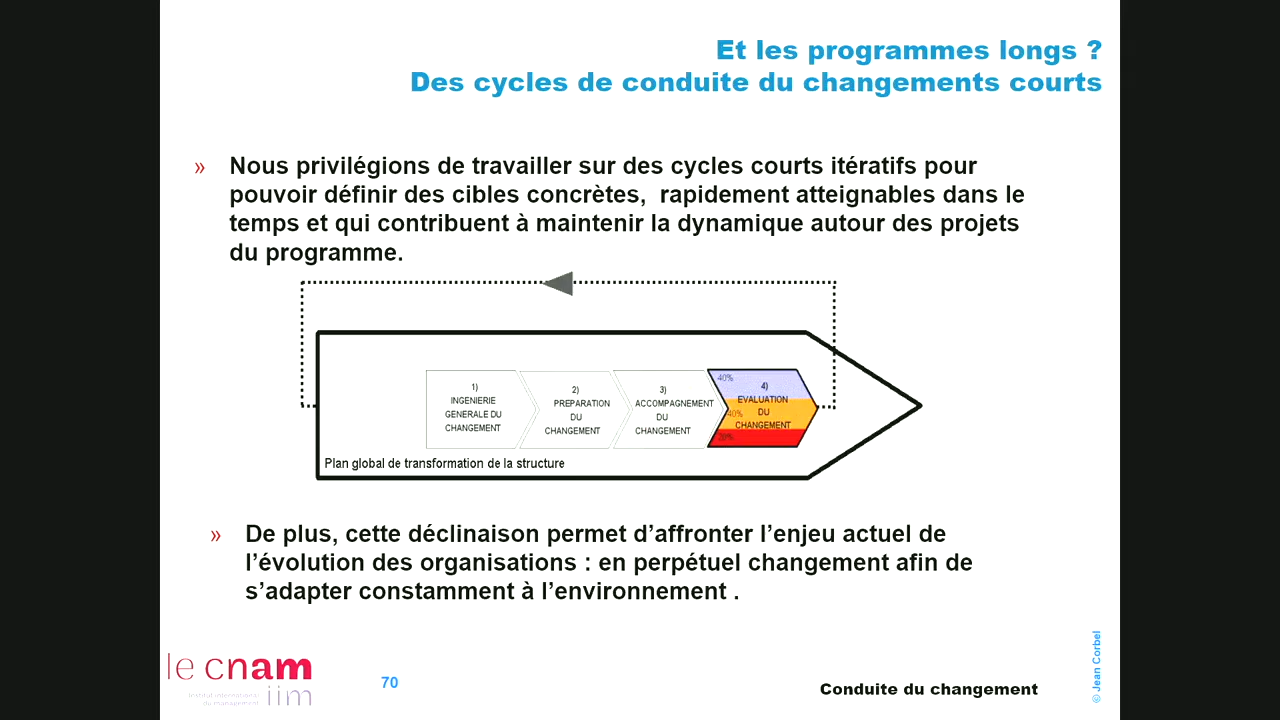 Et les programmes longs ?
Des cycles de conduite du changements courts
» Nous privilégions de travailler sur des cycles courts itératifs pour
pouvoir définir des cibles concrètes, rapidement atteignables dans le
temps et qui contribuent à maintenir la dynamique autour des projets
du programme.
1)
INGENIERIE
GENERALE DU
CHANGEMENT
2)
PREPARATION
DU
CHANGEMENT
3)
ACCOMPAGNEMENT
DU
CHANGEMENT
40%
4)
EVALUATION
DU
40%
CHANGEMENT
20%
Plan global de transformation de la structure
» De plus, cette déclinaison permet d’affronter l’enjeu actuel de
l’évolution des organisations : en perpétuel changement afin de
s’adapter constamment à l’environnement .
le cnam
Institut international
du management
iim
70
Conduite du changement
© Jean Corbel